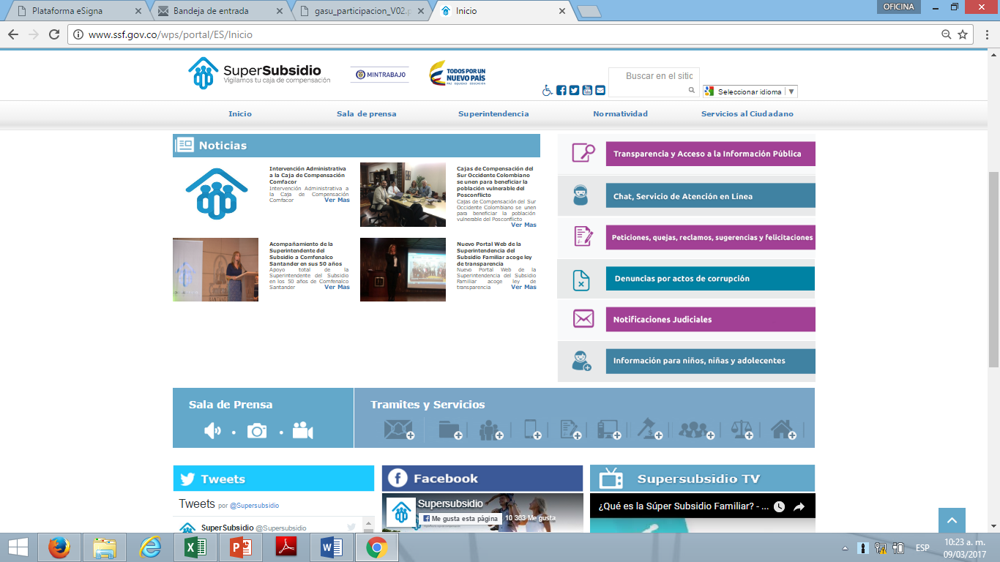 Plataforma eSigna
Bandeja de entrada
gasu_participacion_V02.p
Inicio
OFICINA
www.ssf.gov.co/wps/portal/ES/Inicio
SuperSubsidio
Vigilamos tu caja de compensación
MINTRABAJO
TODOS POR UN
NUEVO PAÍS
PAZ EQUIDAD EDUCACIÓN
Buscar en el sitio
Seleccionar idioma
Inicio
Sala de prensa
Superintendencia
Normatividad
Servicios al Ciudadano
Noticias
Intervención Administrativa
a la Caja de Compensación
Comfacor
Intervención Administrativa a
la Caja de Compensación
Comfacor Ver Mas
Cajas de Compensación del
Sur Occidente Colombiano
se unen para beneficiar la
población vulnerable del
Posconflicto
Cajas de Compensación del Sur
Occidente Colombiano se unen
para beneficiar la población
vulnerable del Posconflicto
Ver Mas
Acompañamiento de la
Superintendente del
Subsidio a Comfenalco
Santander en sus 50 años
Apoyo total de la
Superintendente del Subsidio
en los 50 años de Comfenalco
Santander Ver Mas
Nuevo Portal Web de la
Superintendencia del
Subsidio Familiar acoge ley
de transparencia
Nuevo Portal Web de la
Superintendencia del Subsidio
Familiar acoge ley de
transparencia Ver Mas
Transparencia y Acceso a la Información Pública
Chat, Servicio de Atención en Línea
Peticiones, quejas, reclamos, sugerencias y felicitaciones
Denuncias por actos de corrupción
Notificaciones Judiciales
Información para niños, niñas y adolecentes
Sala de Prensa
Tramites y Servicios
Tweets
Tweets por @Supersubsidio
SuperSubsidio @Supersubsidio
Facebook
Supersubsidio
Me gusta esta página
10 363 Me gusta
Supersubsidio TV
¿Qué es la Súper Subsidio Familiar? - ...
ESP
10:23 a. m.
09/03/2017